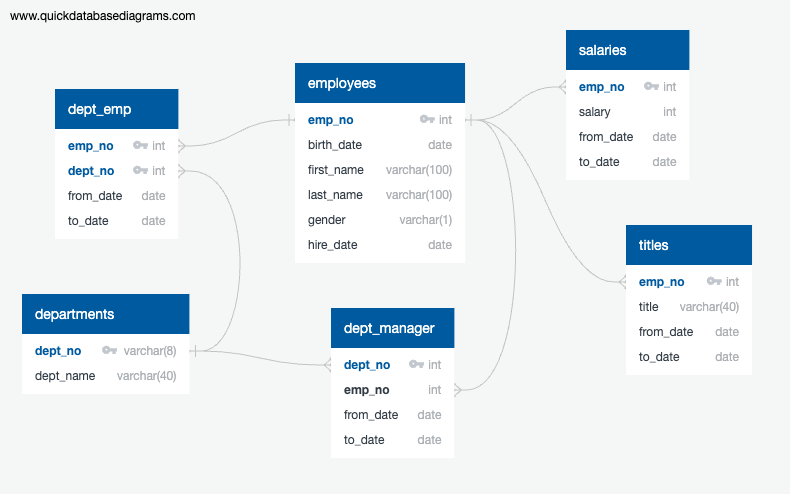 www.quickdatabasediagrams.com
dept_emp
emp_no int
dept_no int
from_date date
to_date date
employees
emp_no int
birth_date date
first_name varchar(100)
last_name varchar(100)
gender varchar(1)
hire_date date
salaries
emp_no int
salary int
from_date date
to_date date
titles
emp_no int
title varchar(40)
from_date date
to_date date
departments
dept_no varchar(8)
dept_name varchar(40)
dept_manager
dept_no int
emp_no int
from_date date
to_date date